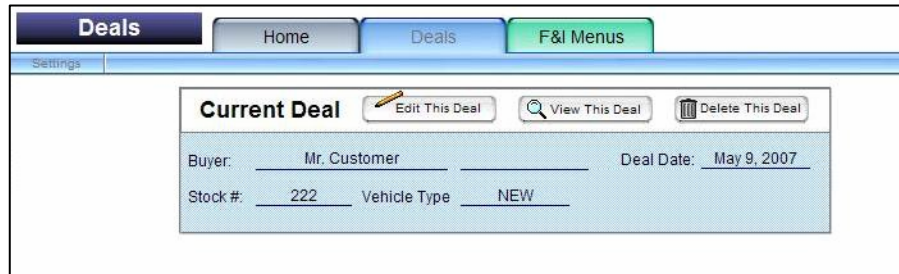 Deals
Home Deals F&I Menus
Settings
Current Deal Edit This Deal View This Deal Delete This Deal
Buyer: Mr. Customer Deal Date: May 9, 2007
Stock #: 222 Vehicle Type NEW